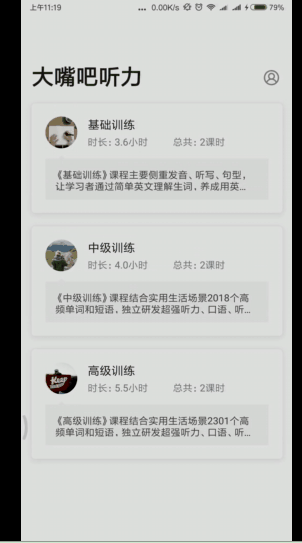 上午11:19
... 0.00K/s 79%
大嘴吧听力
基础训练
时长: 3.6小时 总共: 2课时
《基础训练》课程主要侧重发音、听写、句型,
让学习者通过简单英文理解生词，养成用英...
中级训练
时长: 4.0小时 总共: 2课时
《中级训练》课程结合实用生活场景2018个高
频单词和短语，独立研发超强听力、口语、听...
高级训练
时长: 5.5小时 总共: 2课时
《高级训练》课程结合实用生活场景2301个高
频单词和短语，独立研发超强听力、口语、听...